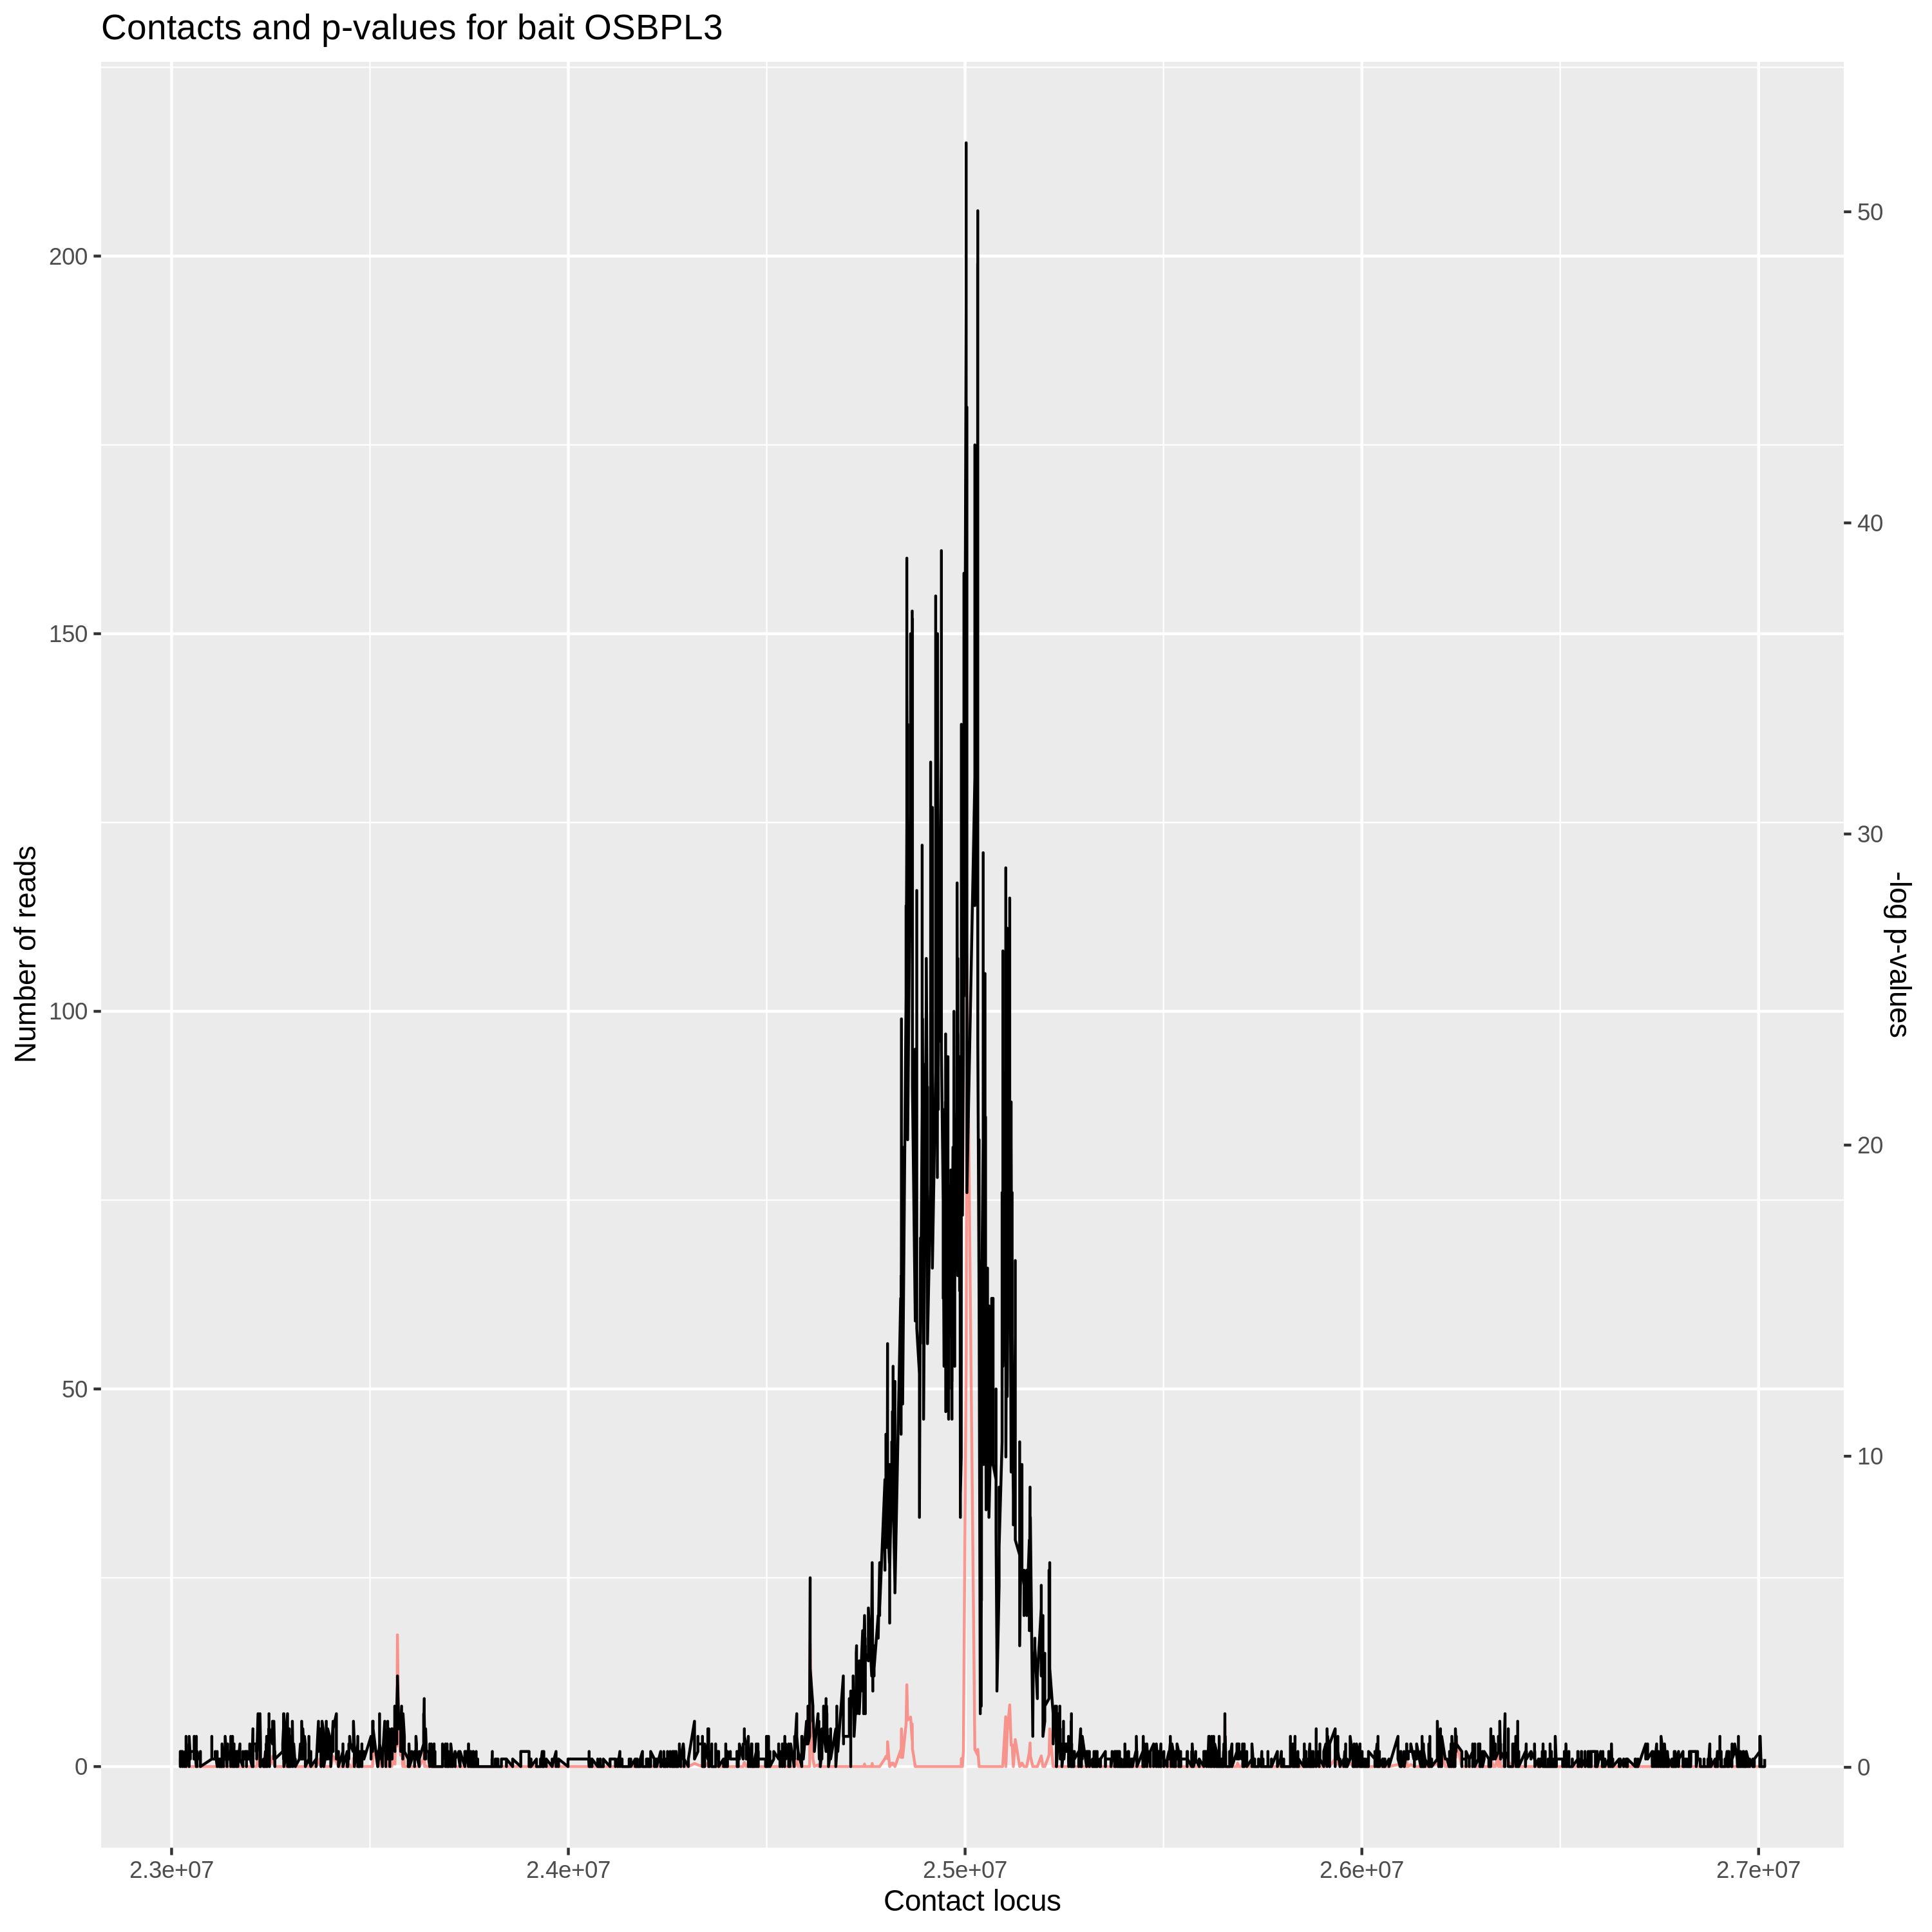 Contacts and p-values for bait OSBPL3
200
150
100
50
0
Number of reads
50
40
30
20
10
0
-log p-values
2.3e+07
2.4e+07
2.5e+07
2.6e+07
2.7e+07
Contact locus